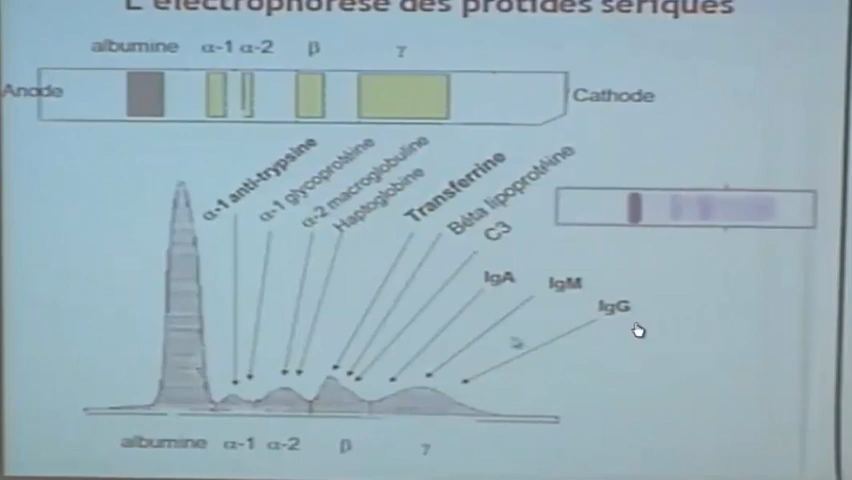 L'électrophorèse des protides sériques
albumine α-1 α-2 β γ
Anode
Cathode
α-1 anti-trypsine
α-1 glycoprotéine
α-2 macroglobuline
Haptoglobine
Transferrine
Béta lipoprotéine
C3
IgA
IgM
IgG
albumine α-1 α-2 β γ